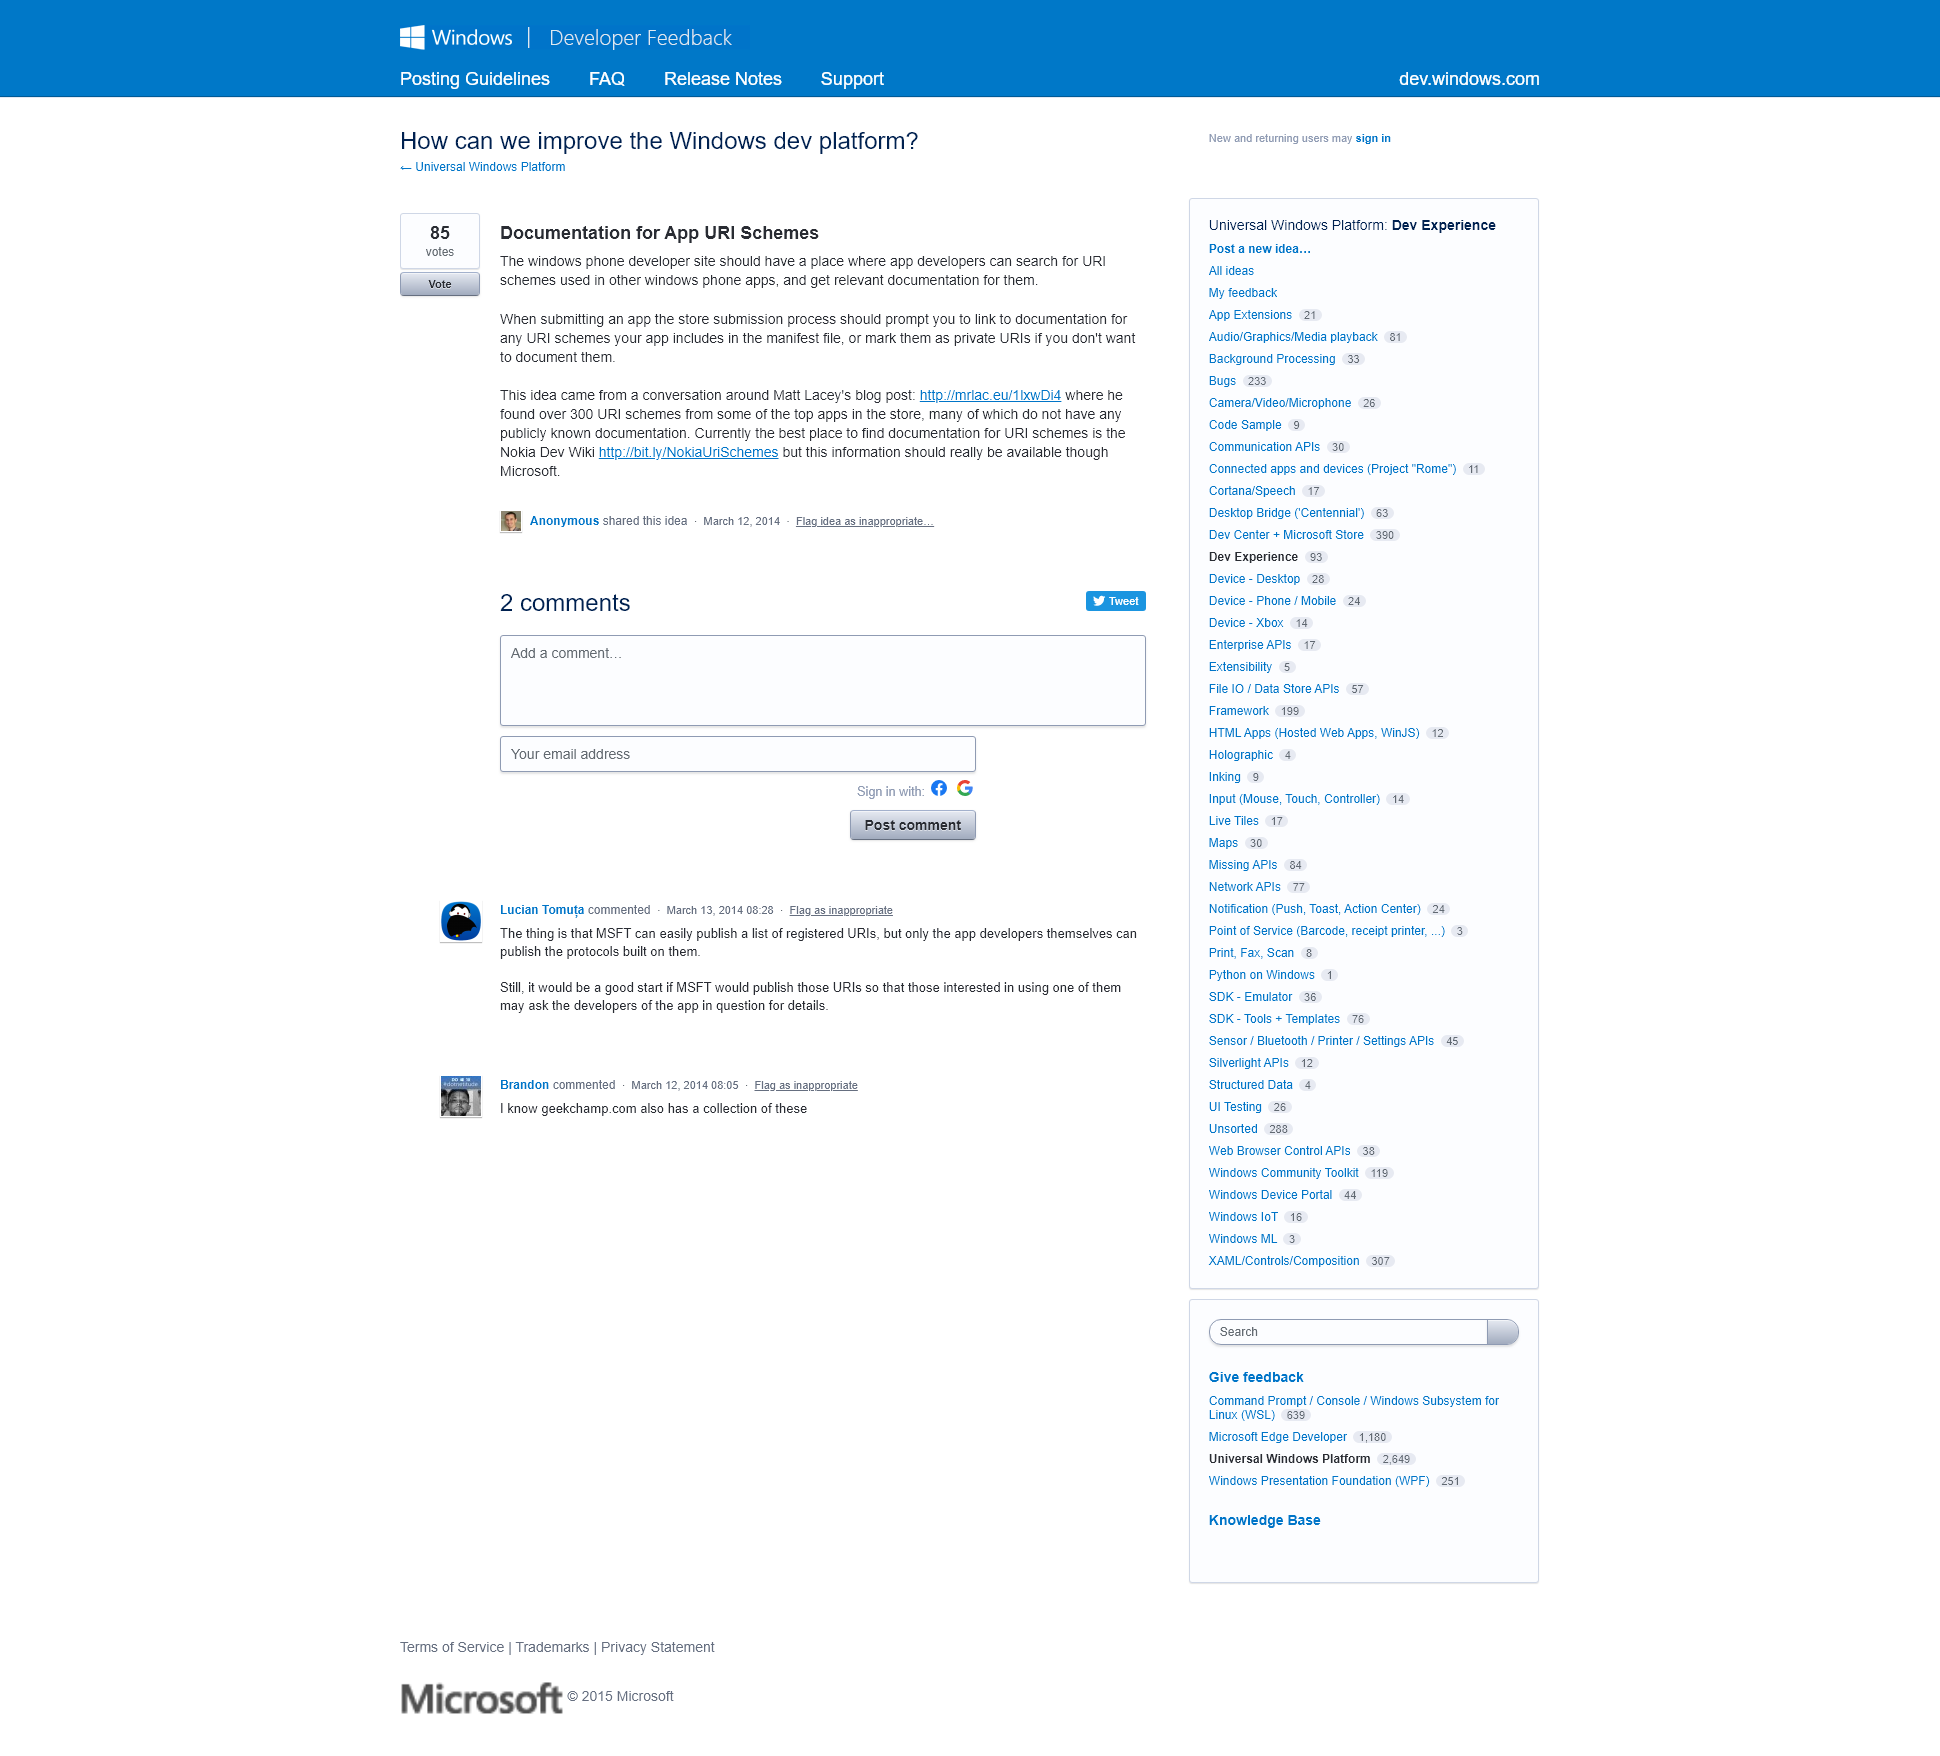 Windows | Developer Feedback
Posting Guidelines FAQ Release Notes Support dev.windows.com
How can we improve the Windows dev platform?
← Universal Windows Platform
New and returning users may sign in
85
votes
Vote
Documentation for App URI Schemes
The windows phone developer site should have a place where app developers can search for URI
schemes used in other windows phone apps, and get relevant documentation for them.
When submitting an app the store submission process should prompt you to link to documentation for
any URI schemes your app includes in the manifest file, or mark them as private URIs if you don't want
to document them.
This idea came from a conversation around Matt Lacey's blog post: http://mrlac.eu/1lxwDi4 where he
found over 300 URI schemes from some of the top apps in the store, many of which do not have any
publicly known documentation. Currently the best place to find documentation for URI schemes is the
Nokia Dev Wiki http://bit.ly/NokiaUriSchemes but this information should really be available though
Microsoft.
Anonymous shared this idea · March 12, 2014 · Flag idea as inappropriate…
2 comments
Tweet
Add a comment…
Your email address
Sign in with:
Post comment
Lucian Tomuța commented · March 13, 2014 08:28 · Flag as inappropriate
The thing is that MSFT can easily publish a list of registered URIs, but only the app developers themselves can
publish the protocols built on them.
Still, it would be a good start if MSFT would publish those URIs so that those interested in using one of them
may ask the developers of the app in question for details.
Brandon commented · March 12, 2014 08:05 · Flag as inappropriate
I know geekchamp.com also has a collection of these
Universal Windows Platform: Dev Experience
Post a new idea…
All ideas
My feedback
App Extensions 21
Audio/Graphics/Media playback 81
Background Processing 33
Bugs 233
Camera/Video/Microphone 26
Code Sample 9
Communication APIs 30
Connected apps and devices (Project "Rome") 11
Cortana/Speech 17
Desktop Bridge ('Centennial') 63
Dev Center + Microsoft Store 390
Dev Experience 93
Device - Desktop 28
Device - Phone / Mobile 24
Device - Xbox 14
Enterprise APIs 17
Extensibility 5
File IO / Data Store APIs 57
Framework 199
HTML Apps (Hosted Web Apps, WinJS) 12
Holographic 4
Inking 9
Input (Mouse, Touch, Controller) 14
Live Tiles 17
Maps 30
Missing APIs 84
Network APIs 77
Notification (Push, Toast, Action Center) 24
Point of Service (Barcode, receipt printer, ...) 3
Print, Fax, Scan 8
Python on Windows 1
SDK - Emulator 36
SDK - Tools + Templates 76
Sensor / Bluetooth / Printer / Settings APIs 45
Silverlight APIs 12
Structured Data 4
UI Testing 26
Unsorted 288
Web Browser Control APIs 38
Windows Community Toolkit 119
Windows Device Portal 44
Windows IoT 16
Windows ML 3
XAML/Controls/Composition 307
Search
Give feedback
Command Prompt / Console / Windows Subsystem for
Linux (WSL) 639
Microsoft Edge Developer 1,180
Universal Windows Platform 2,649
Windows Presentation Foundation (WPF) 251
Knowledge Base
Terms of Service | Trademarks | Privacy Statement
Microsoft © 2015 Microsoft